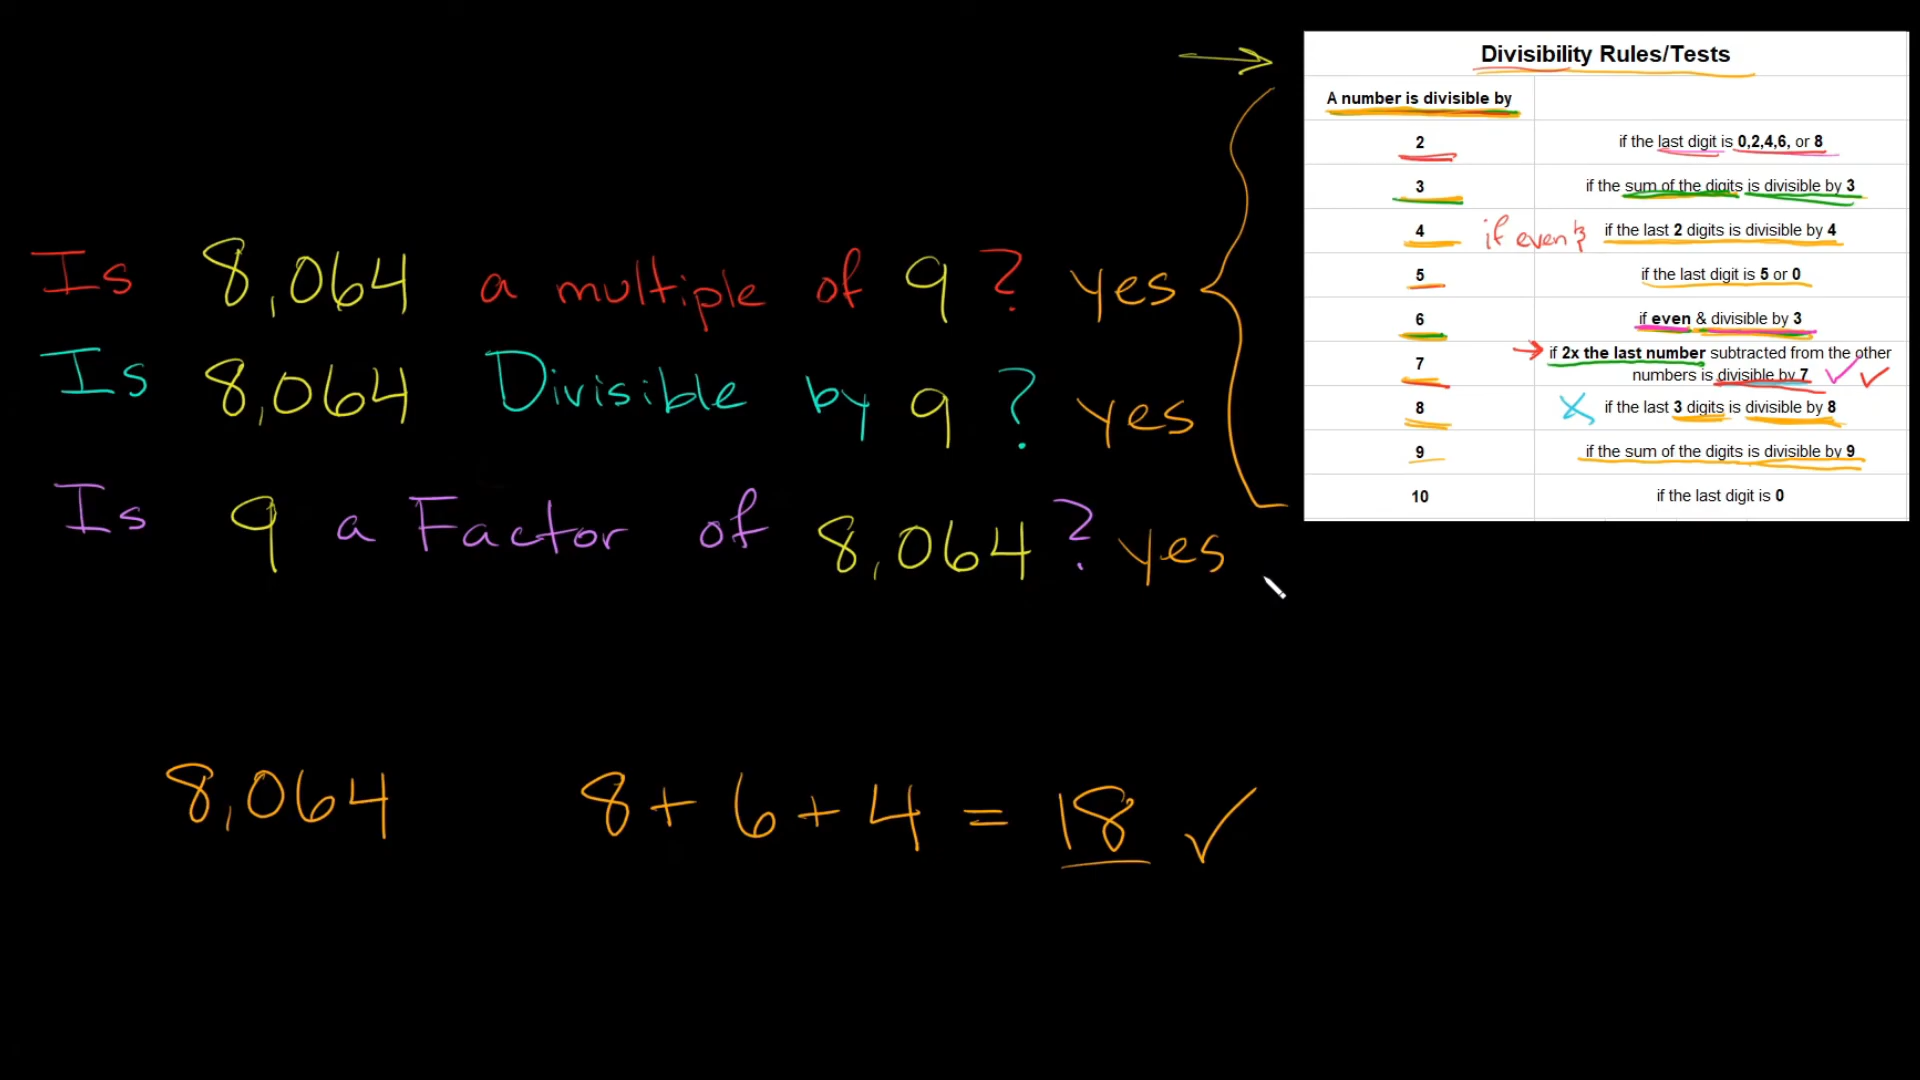 Is 8,064 a multiple of 9? yes
Is 8,064 Divisible by 9? yes
Is 9 a Factor of 8,064? yes
8,064 8+6+4=18 ✓
Divisibility Rules/Tests
A number is divisible by
2 if the last digit is 0,2,4,6, or 8
3 if the sum of the digits is divisible by 3
4 if even & if the last 2 digits is divisible by 4
5 if the last digit is 5 or 0
6 if even & divisible by 3
7 if 2x the last number subtracted from the other
numbers is divisible by 7 ✓ ✓
8 if the last 3 digits is divisible by 8
9 if the sum of the digits is divisible by 9
10 if the last digit is 0